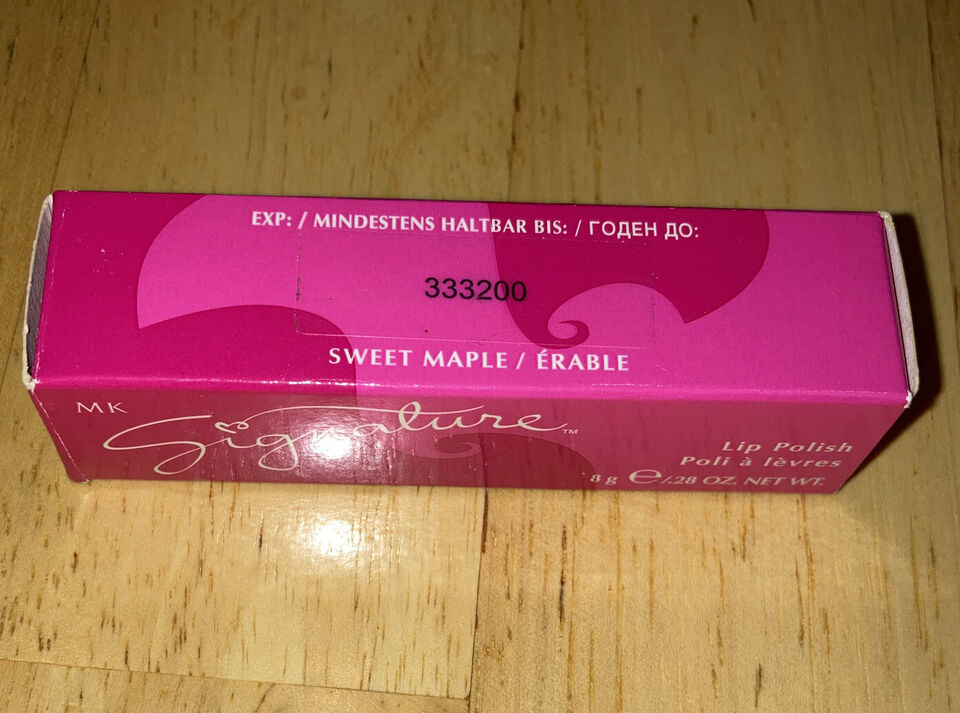 EXP: / MINDESTENS HALTBAR BIS: / ГОДЕН ДО:
333200
SWEET MAPLE / ÉRABLE
MK
Signature™
Lip Polish
Poli à lèvres
8 g ℮/.28 OZ. NET WT.